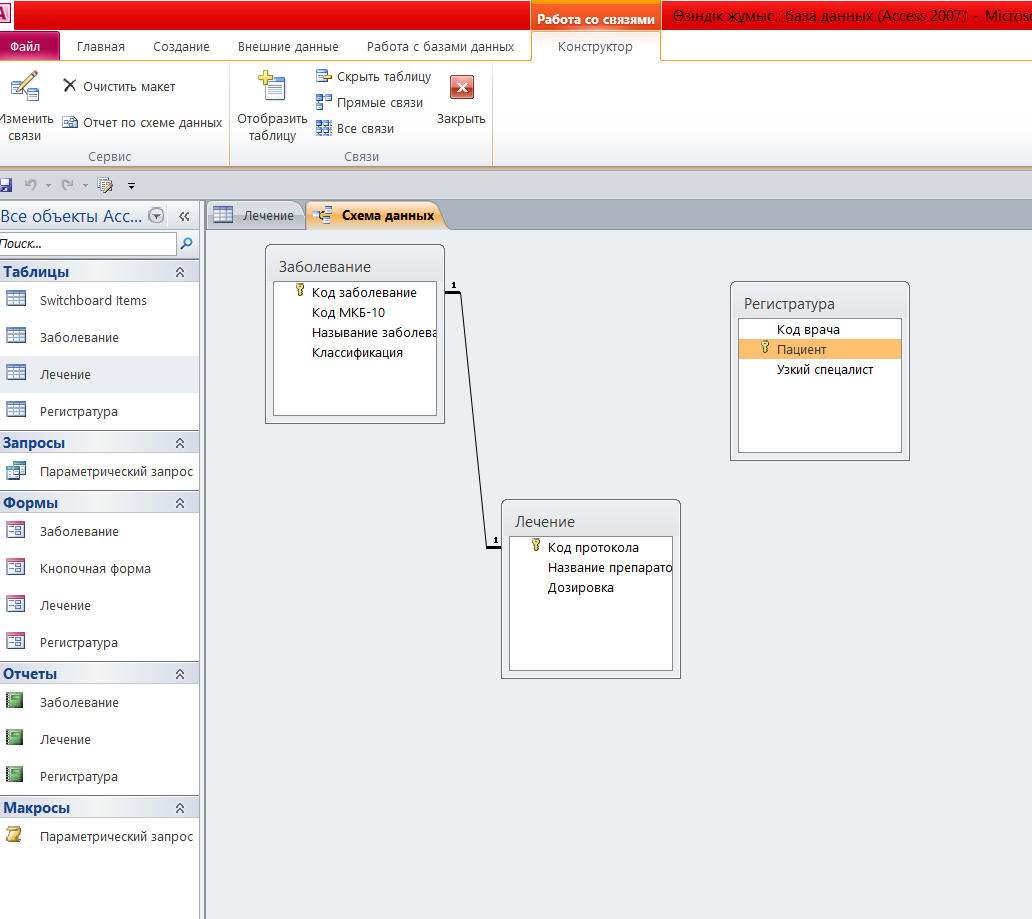 Работа со связями
Өзіндік жұмыс : база данных (Access 2007) - Micros
Файл
Главная
Создание
Внешние данные
Работа с базами данных
Конструктор
Изменить связи
Очистить макет
Отчет по схеме данных
Сервис
Отобразить таблицу
Скрыть таблицу
Прямые связи
Все связи
Закрыть
Связи
Все объекты Acc...
Поиск...
Таблицы
Switchboard Items
Заболевание
Лечение
Регистратура
Запросы
Параметрический запрос
Формы
Заболевание
Кнопочная форма
Лечение
Регистратура
Отчеты
Заболевание
Лечение
Регистратура
Макросы
Параметрический запрос
Лечение
Схема данных
Заболевание
Код заболевание
Код МКБ-10
Называние заболева
Классификация
1
1
Лечение
Код протокола
Название препарато
Дозировка
Регистратура
Код врача
Пациент
Узкий спецалист